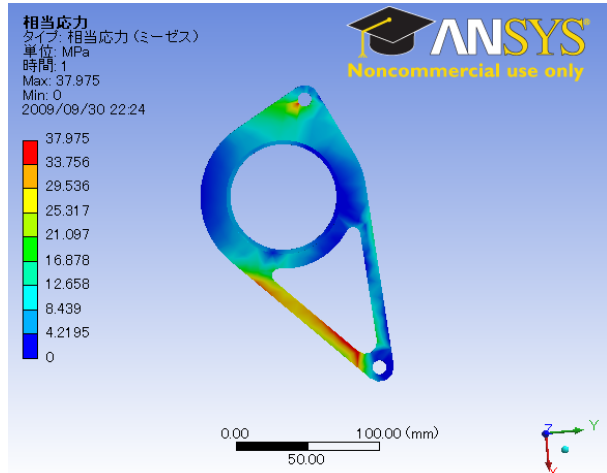 相当応力
タイプ: 相当応力 (ミーゼス)
単位: MPa
時間: 1
Max: 37.975
Min: 0
2009/09/30 22:24
ANSYS
Noncommercial use only
37.975
33.756
29.536
25.317
21.097
16.878
12.658
8.439
4.2195
0
0.00
100.00 (mm)
50.00
Z
Y
X